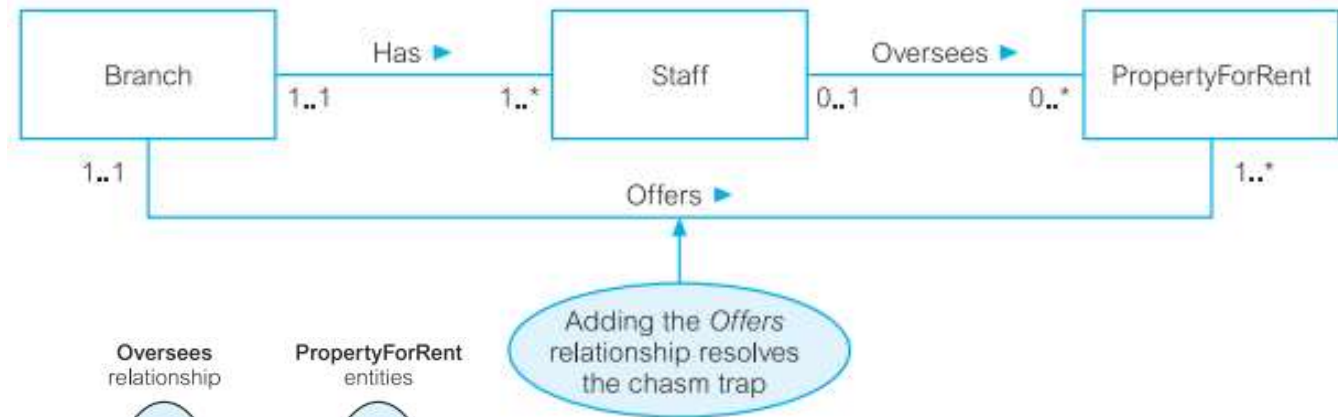 Has ►
Oversees ►
Branch
Staff
PropertyForRent
1..1
1..*
0..1
0..*
1..1
1..*
Offers ►
Adding the Offers
relationship resolves
the chasm trap
Oversees
relationship
PropertyForRent
entities